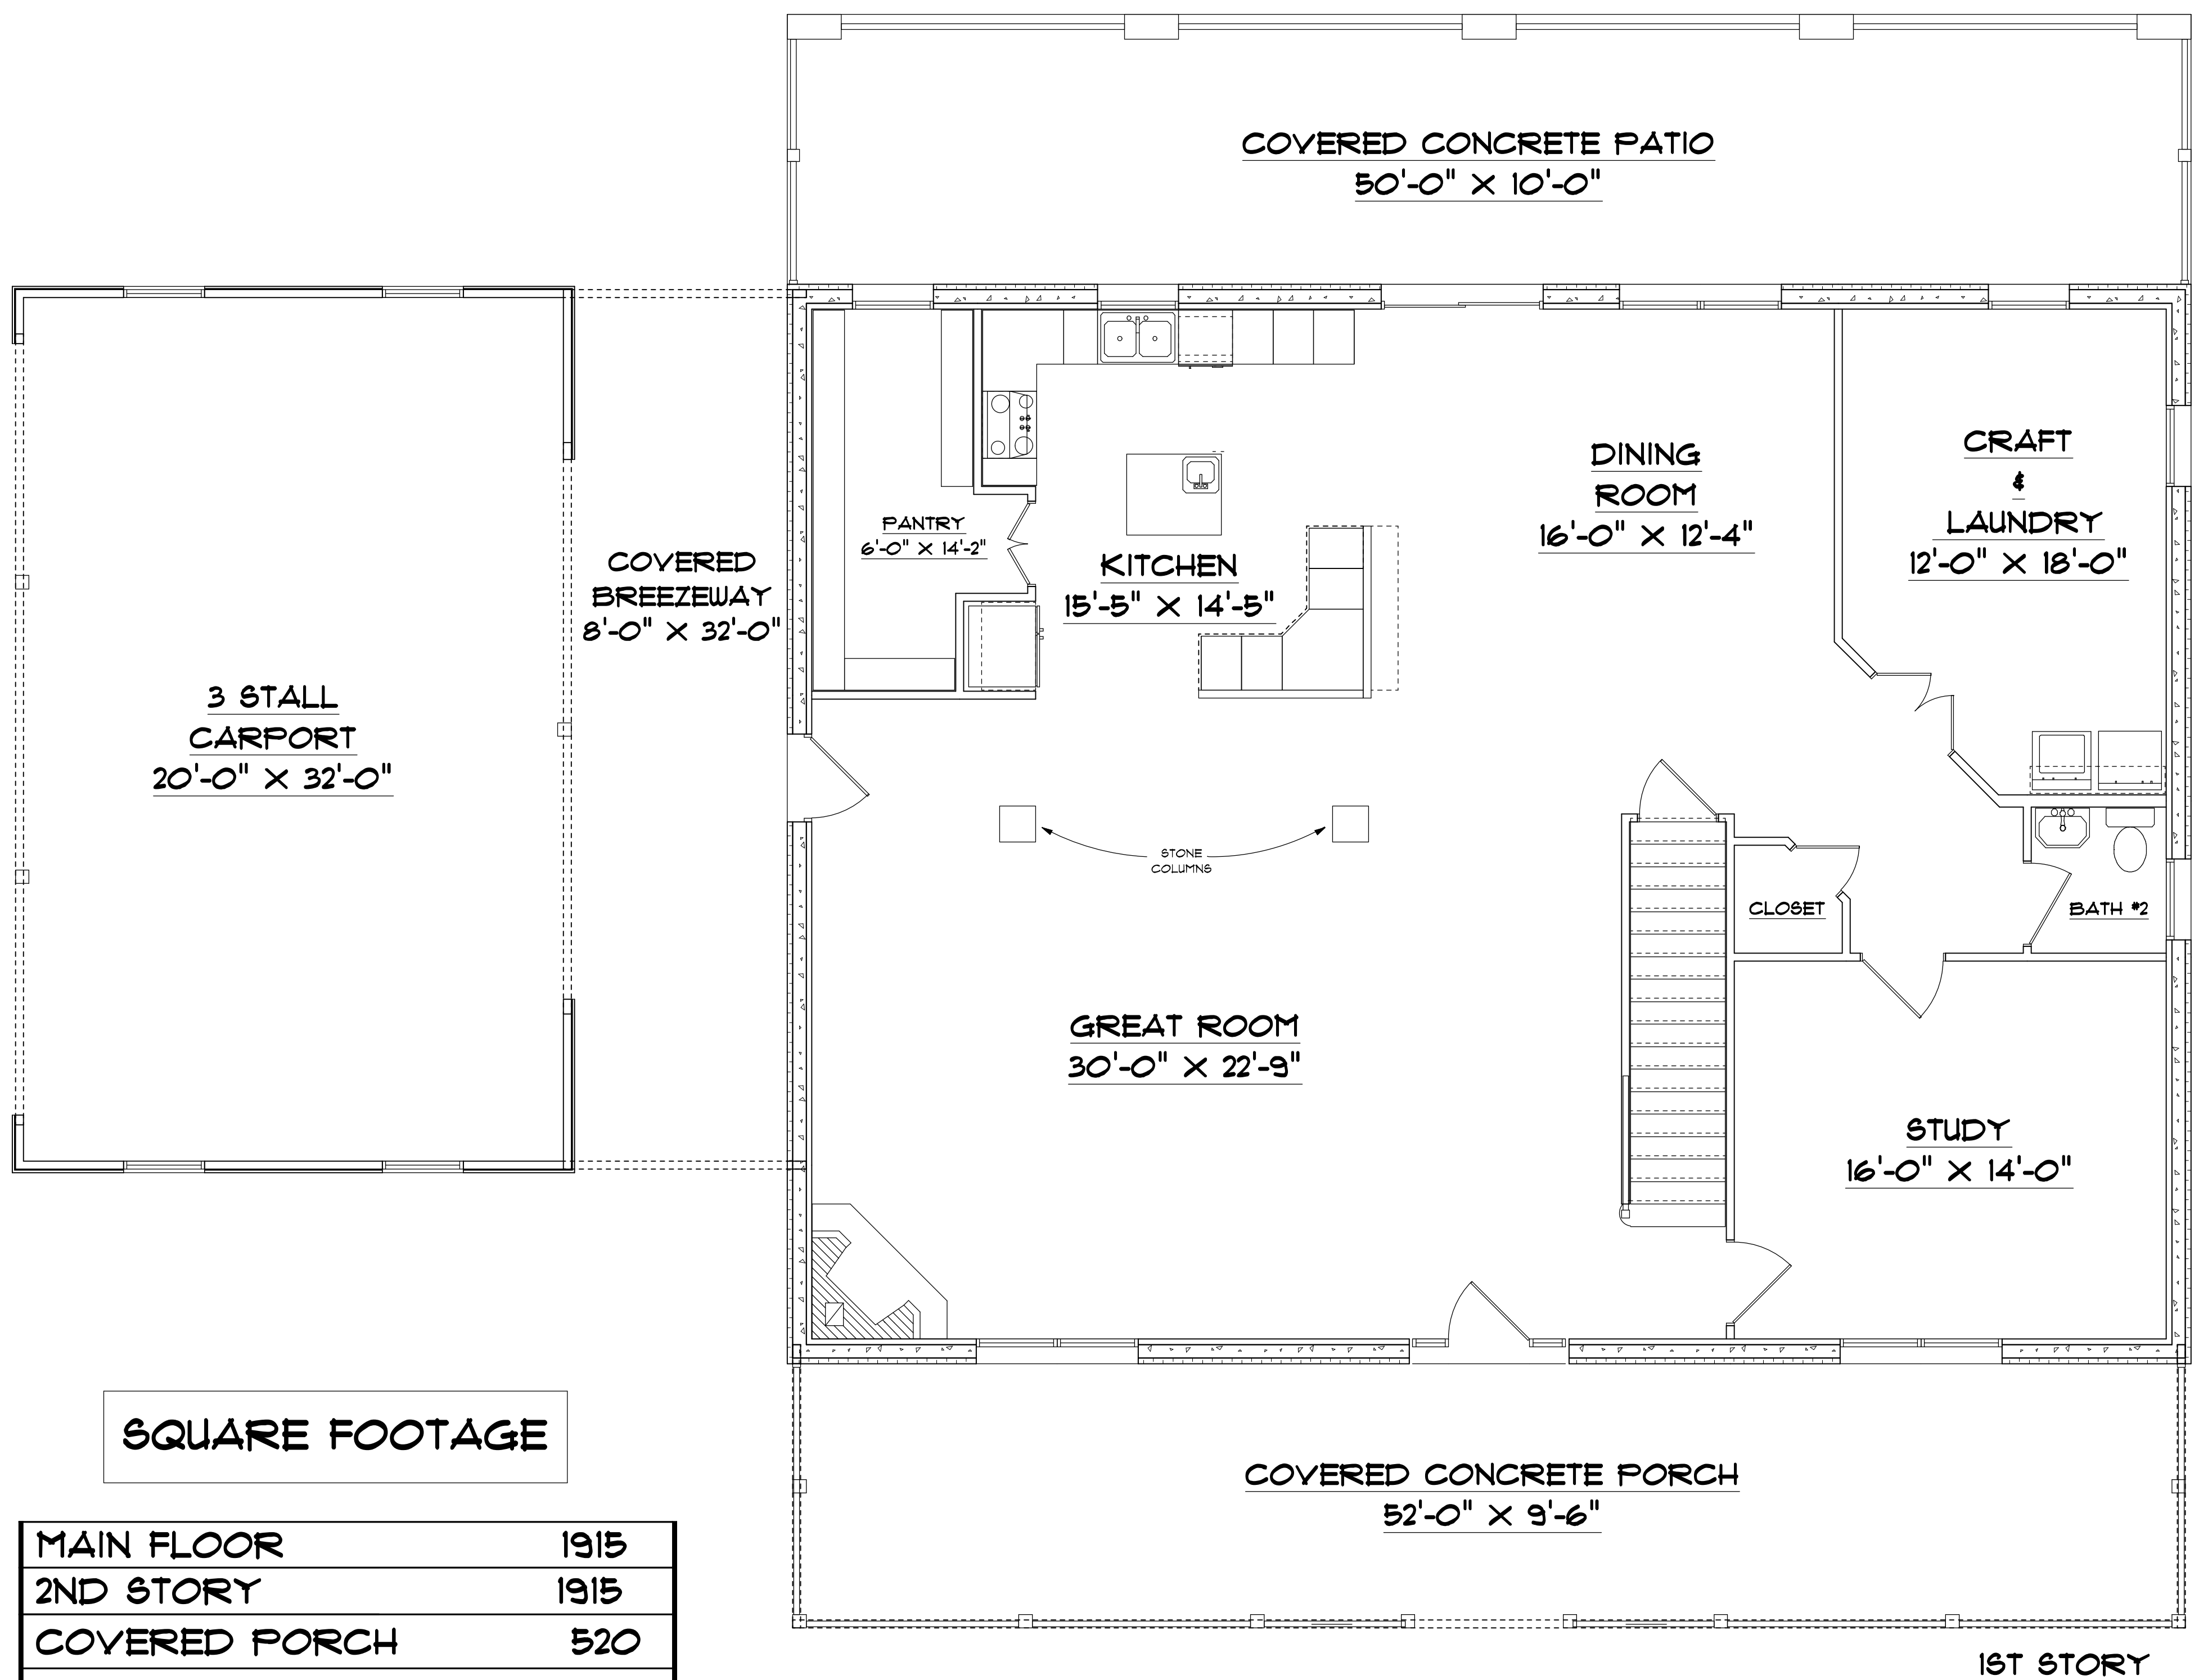 COVERED CONCRETE PATIO
50'-0" X 10'-0"
DINING
ROOM
16'-0" X 12'-4"
CRAFT
&
LAUNDRY
12'-0" X 18'-0"
PANTRY
6'-0" X 14'-2"
KITCHEN
15'-5" X 14'-5"
COVERED
BREEZEWAY
8'-0" X 32'-0"
3 STALL
CARPORT
20'-0" X 32'-0"
STONE
COLUMNS
CLOSET
BATH #2
GREAT ROOM
30'-0" X 22'-9"
STUDY
16'-0" X 14'-0"
COVERED CONCRETE PORCH
52'-0" X 9'-6"
SQUARE FOOTAGE
MAIN FLOOR 1915
2ND STORY 1915
COVERED PORCH 520
1ST STORY